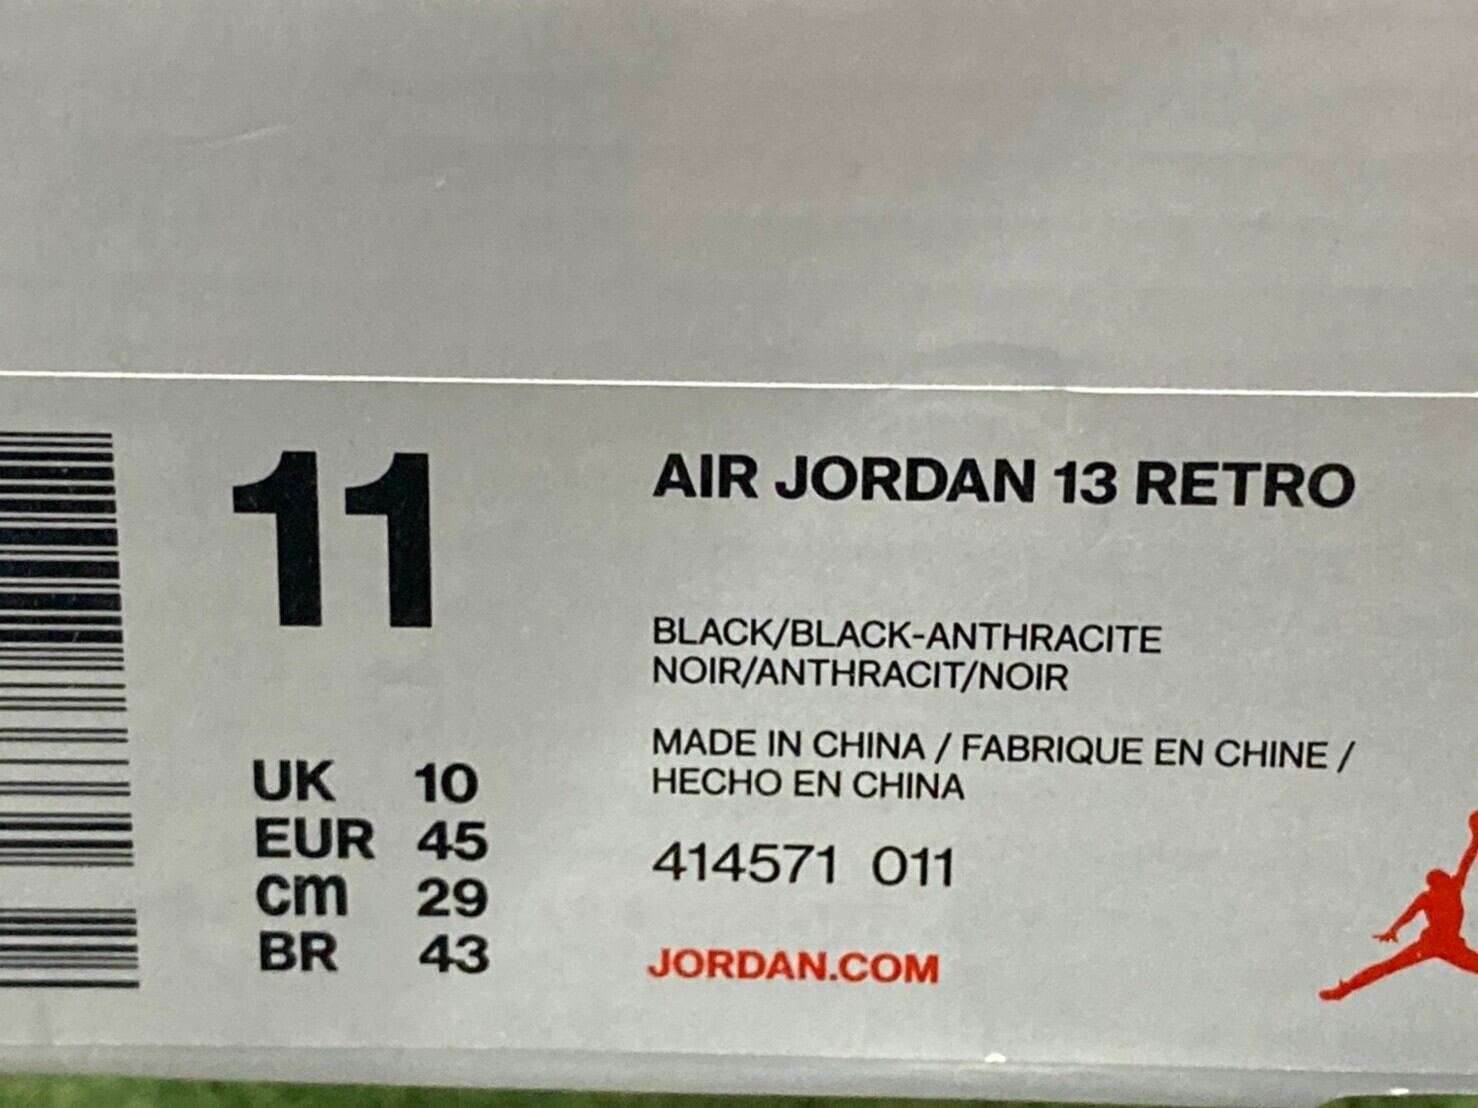 11
AIR JORDAN 13 RETRO
BLACK/BLACK-ANTHRACITE
NOIR/ANTHRACIT/NOIR
MADE IN CHINA / FABRIQUE EN CHINE /
HECHO EN CHINA
UK 10
EUR 45
cm 29
BR 43
414571 011
JORDAN.COM